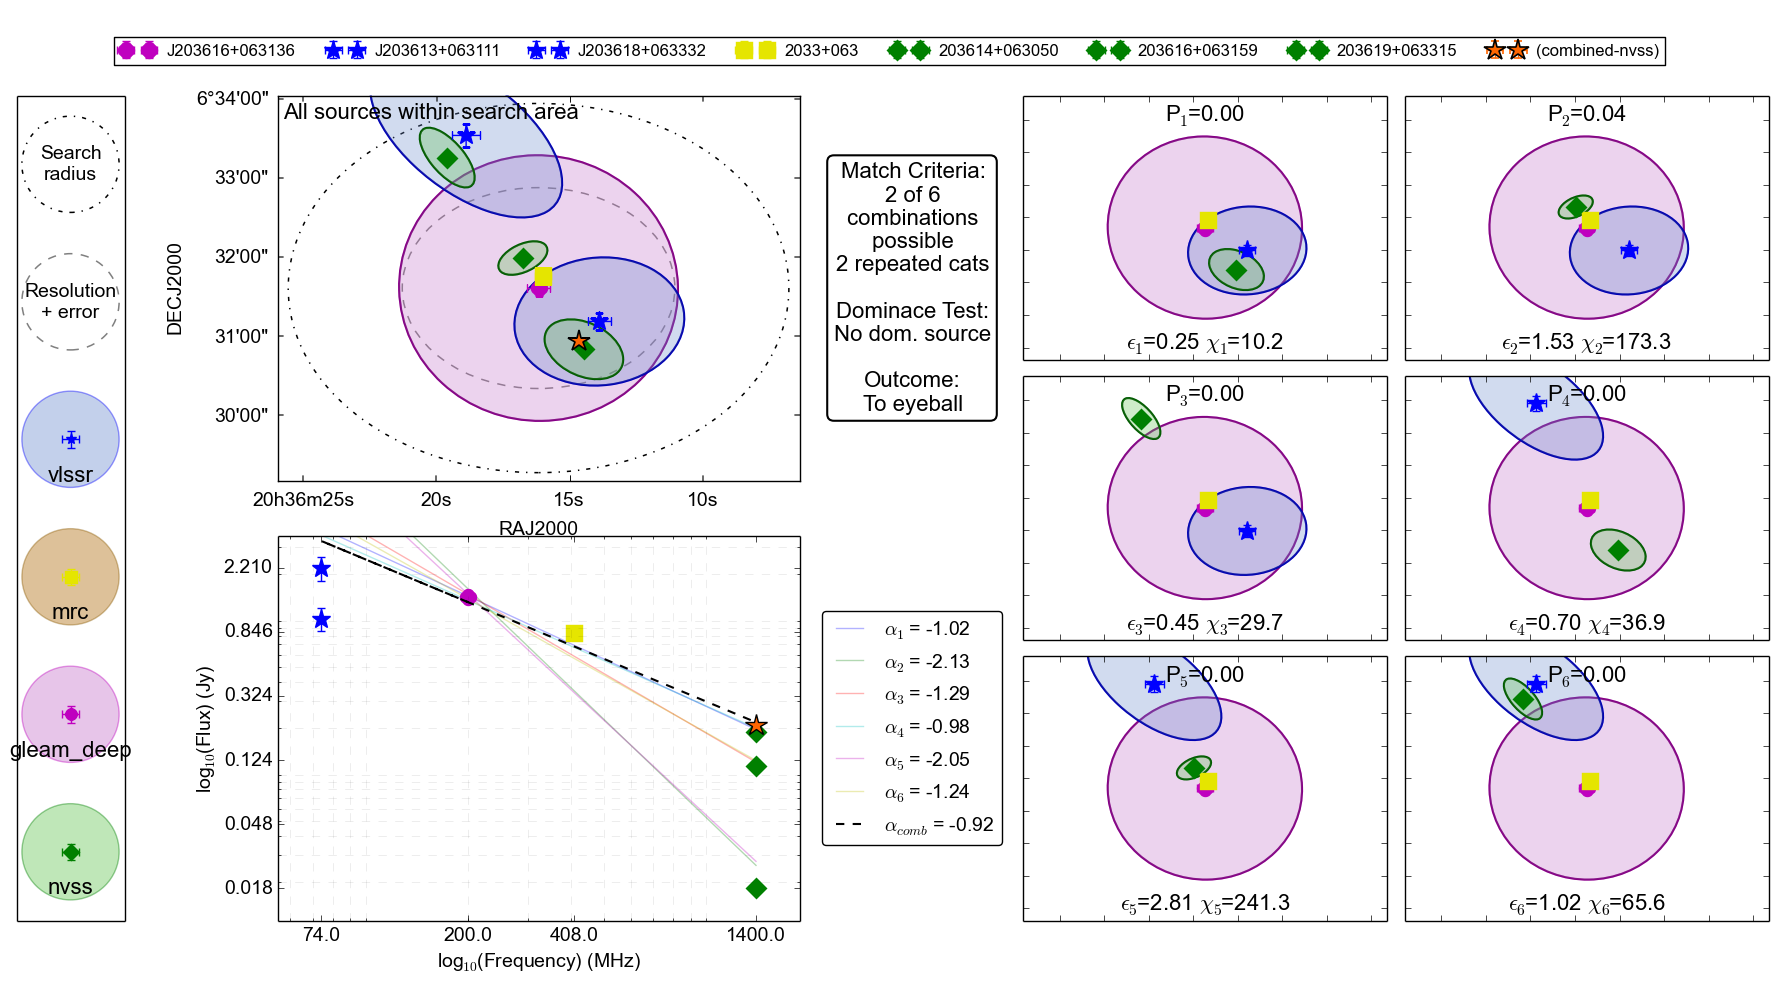 J203616+063136 J203613+063111 J203618+063332 2033+063 203614+063050 203616+063159 203619+063315 (combined-nvss)
Search
radius
Resolution
+ error
vlssr
mrc
gleam_deep
nvss
All sources within search area
DECJ2000
6°34'00"
33'00"
32'00"
31'00"
30'00"
20h36m25s 20s 15s 10s
RAJ2000
Match Criteria:
2 of 6
combinations
possible
2 repeated cats
Dominace Test:
No dom. source
Outcome:
To eyeball
log₁₀(Flux) (Jy)
2.210
0.846
0.324
0.124
0.048
0.018
74.0 200.0 408.0 1400.0
log₁₀(Frequency) (MHz)
α₁ = -1.02
α₂ = -2.13
α₃ = -1.29
α₄ = -0.98
α₅ = -2.05
α₆ = -1.24
α_comb = -0.92
P₁=0.00
ϵ₁=0.25 χ₁=10.2
P₂=0.04
ϵ₂=1.53 χ₂=173.3
P₃=0.00
ϵ₃=0.45 χ₃=29.7
P₄=0.00
ϵ₄=0.70 χ₄=36.9
P₅=0.00
ϵ₅=2.81 χ₅=241.3
P₆=0.00
ϵ₆=1.02 χ₆=65.6